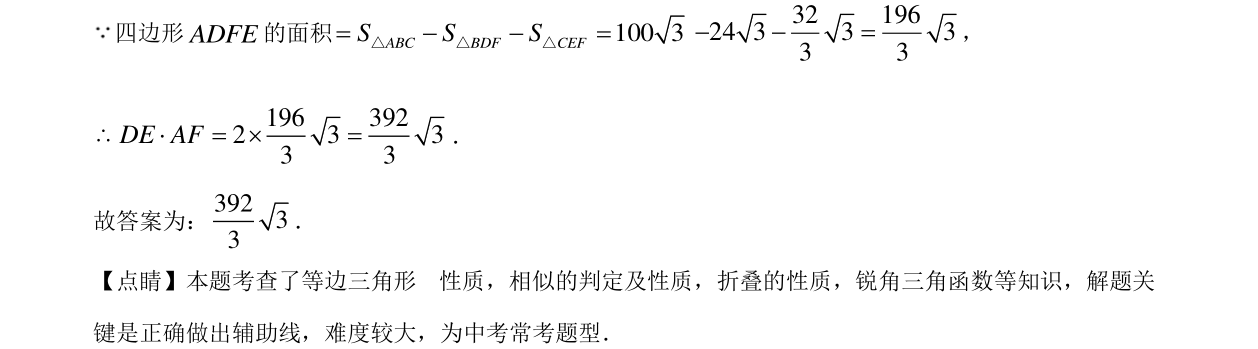 ∵四边形 ADFE 的面积 = S△ABC − S△BDF − S△CEF = 100√3 −24√3 − 32/3 √3 = 196/3 √3，
∴ DE · AF = 2 × 196/3 √3 = 392/3 √3 .
故答案为： 392/3 √3 .
【点睛】本题考查了等边三角形 性质，相似的判定及性质，折叠的性质，锐角三角函数等知识，解题关
键是正确做出辅助线，难度较大，为中考常考题型．